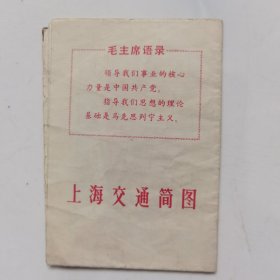 毛主席语录
领导我们事业的核心
力量是中国共产党。
指导我们思想的理论
基础是马克思列宁主义。
上海交通简图